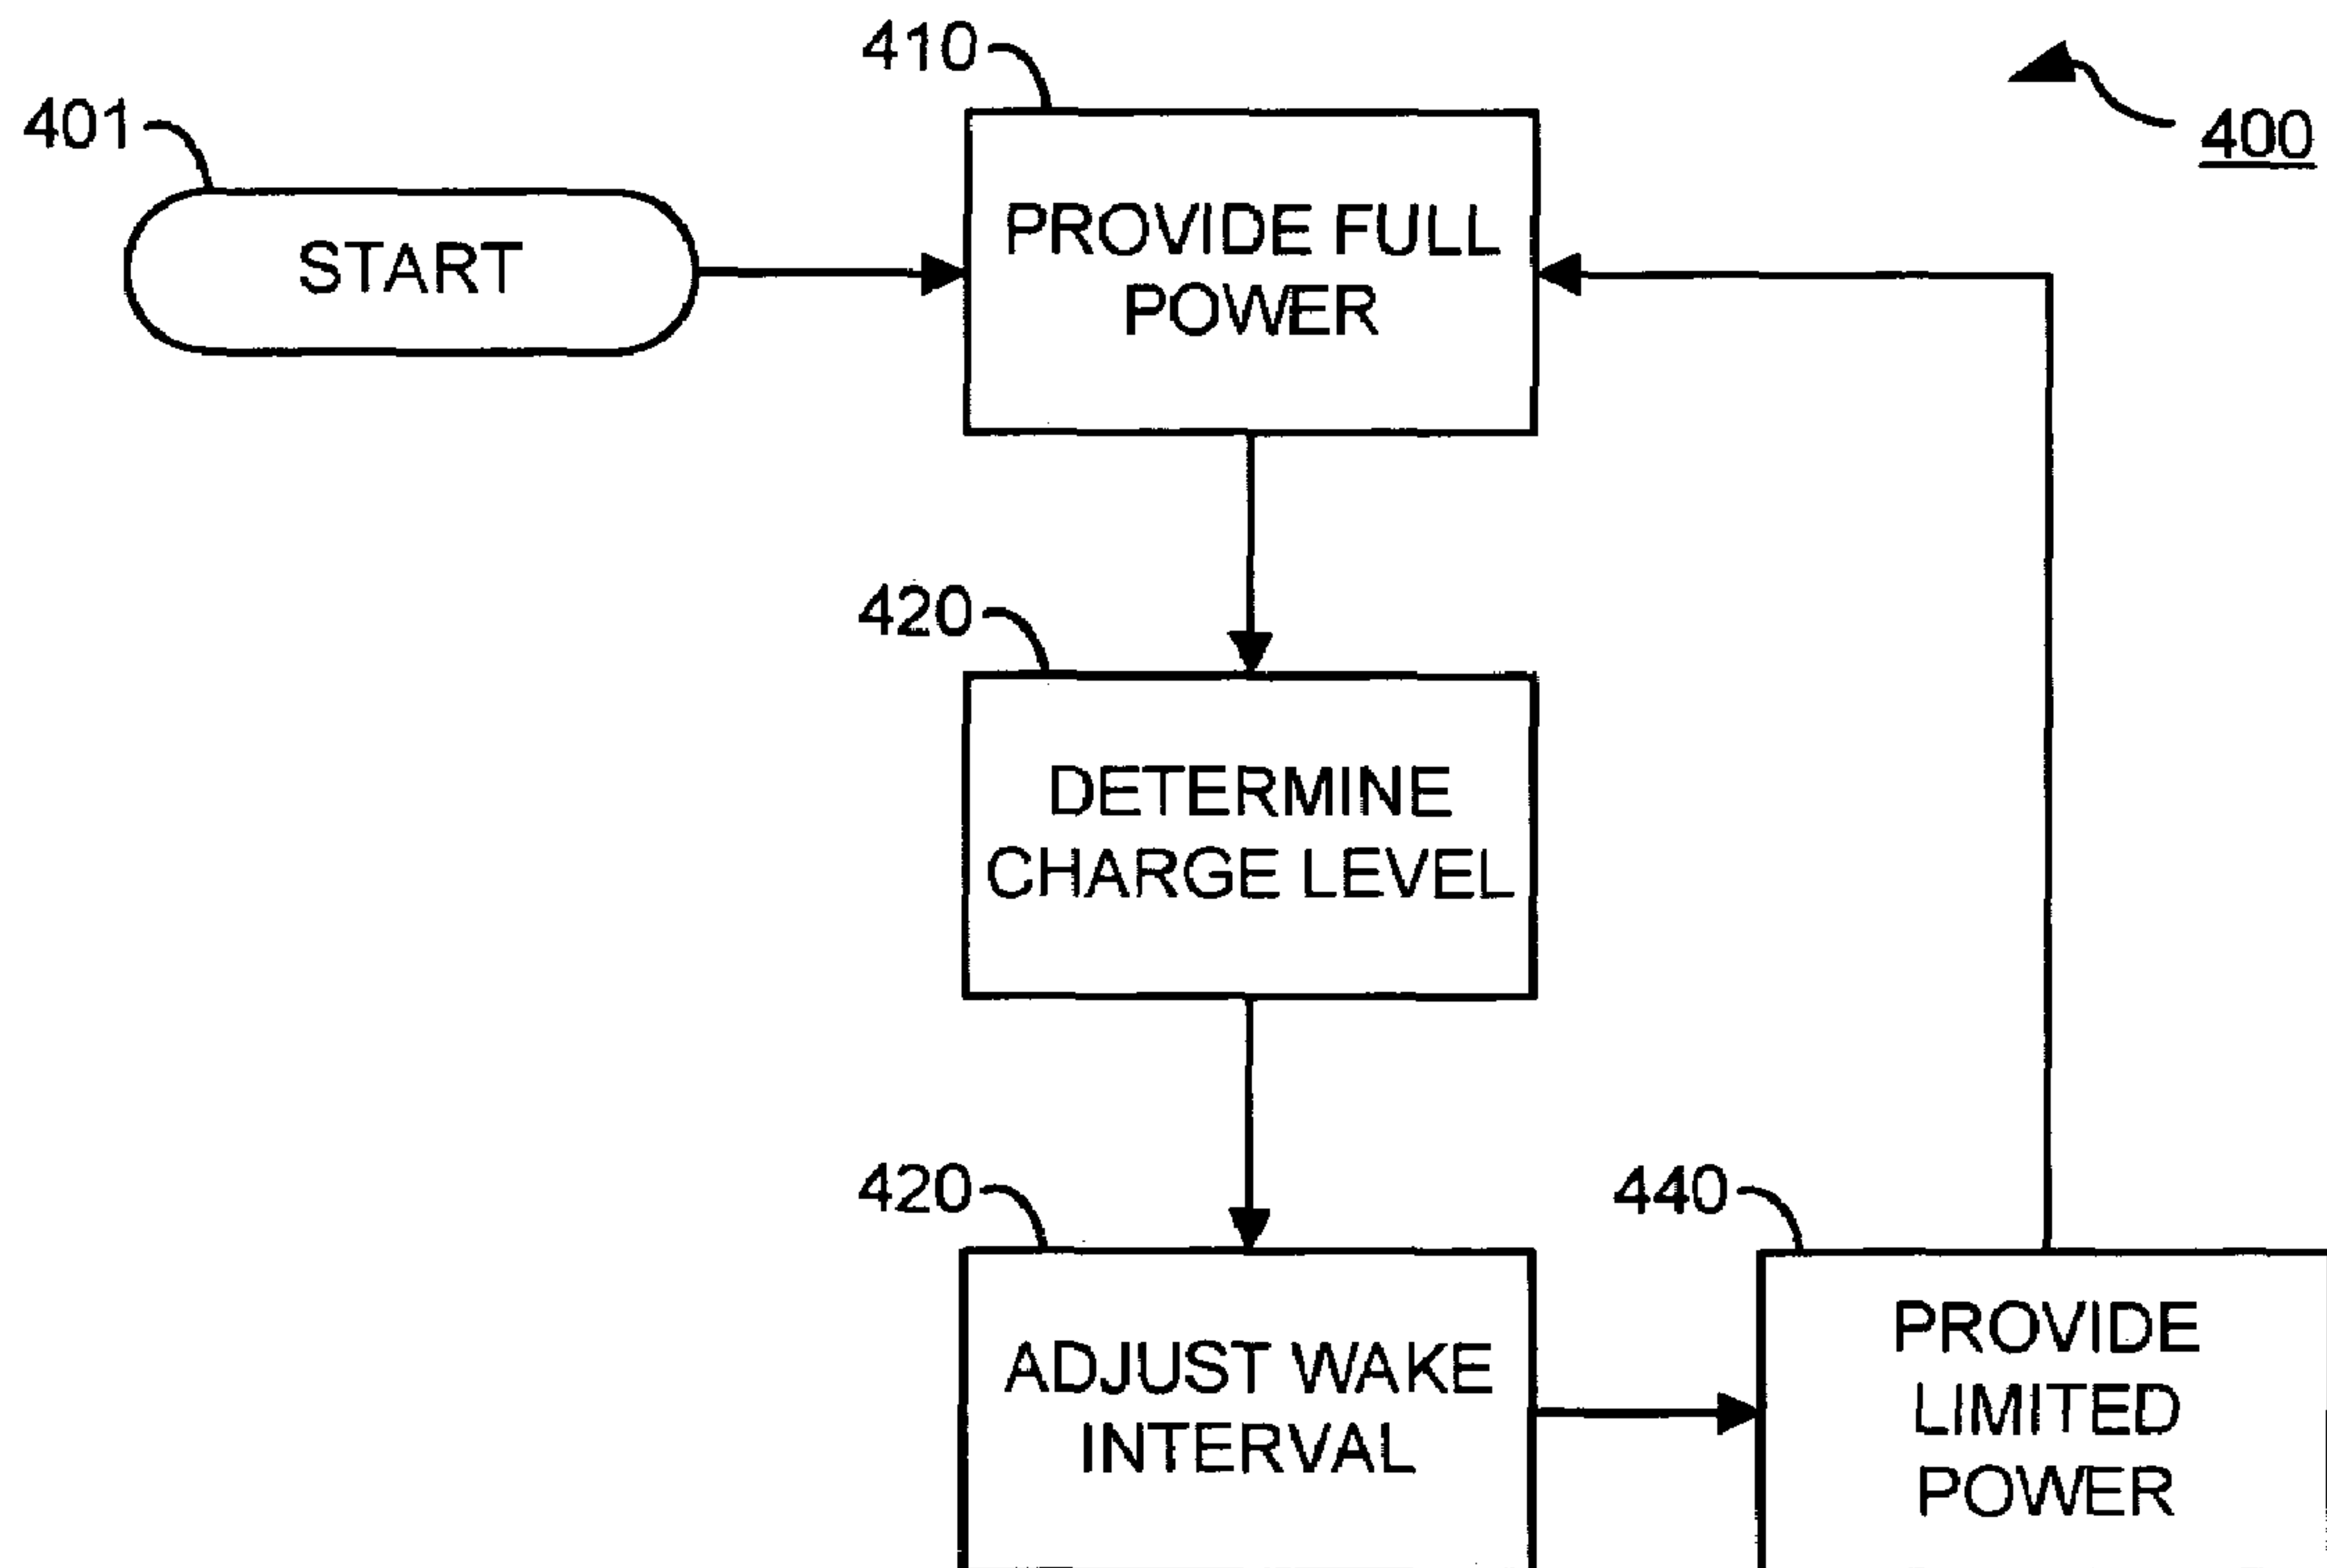 410
400
401
START
PROVIDE FULL
POWER
420
DETERMINE
CHARGE LEVEL
420
ADJUST WAKE
INTERVAL
440
PROVIDE
LIMITED
POWER